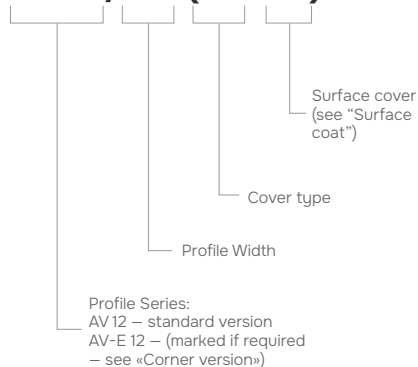 Surface cover
(see “Surface
coat”)
Cover type
Profile Width
Profile Series:
AV 12 – standard version
AV-E 12 – (marked if required
– see «Corner version»)